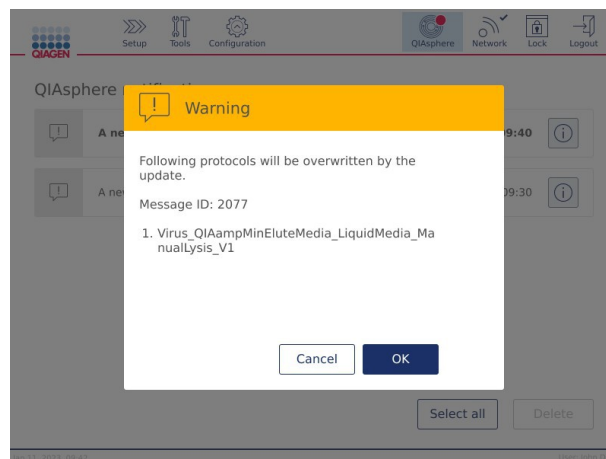 QIAGEN
Setup
Tools
Configuration
QIAsphere
Network
Lock
Logout
QIAsphere
Warning
A ne
09:40
Following protocols will be overwritten by the
update.
A ne
09:30
Message ID: 2077
1. Virus_QIAampMinEluteMedia_LiquidMedia_Ma
nualLysis_V1
Cancel
OK
Select all
Delete